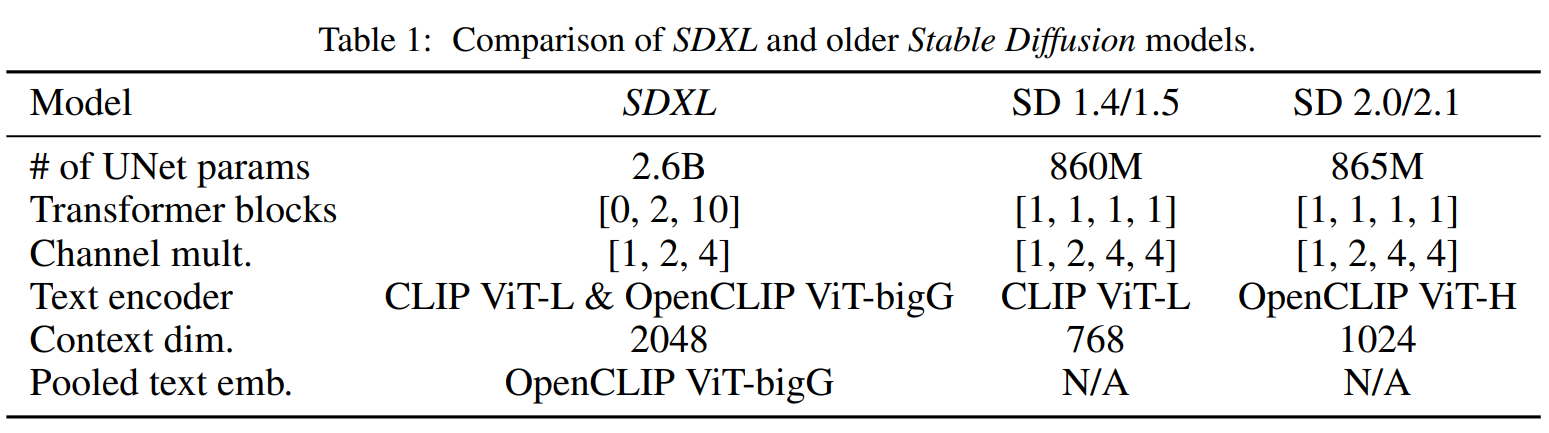 Table 1: Comparison of SDXL and older Stable Diffusion models.
Model SDXL SD 1.4/1.5 SD 2.0/2.1
# of UNet params 2.6B 860M 865M
Transformer blocks [0, 2, 10] [1, 1, 1, 1] [1, 1, 1, 1]
Channel mult. [1, 2, 4] [1, 2, 4, 4] [1, 2, 4, 4]
Text encoder CLIP ViT-L & OpenCLIP ViT-bigG CLIP ViT-L OpenCLIP ViT-H
Context dim. 2048 768 1024
Pooled text emb. OpenCLIP ViT-bigG N/A N/A